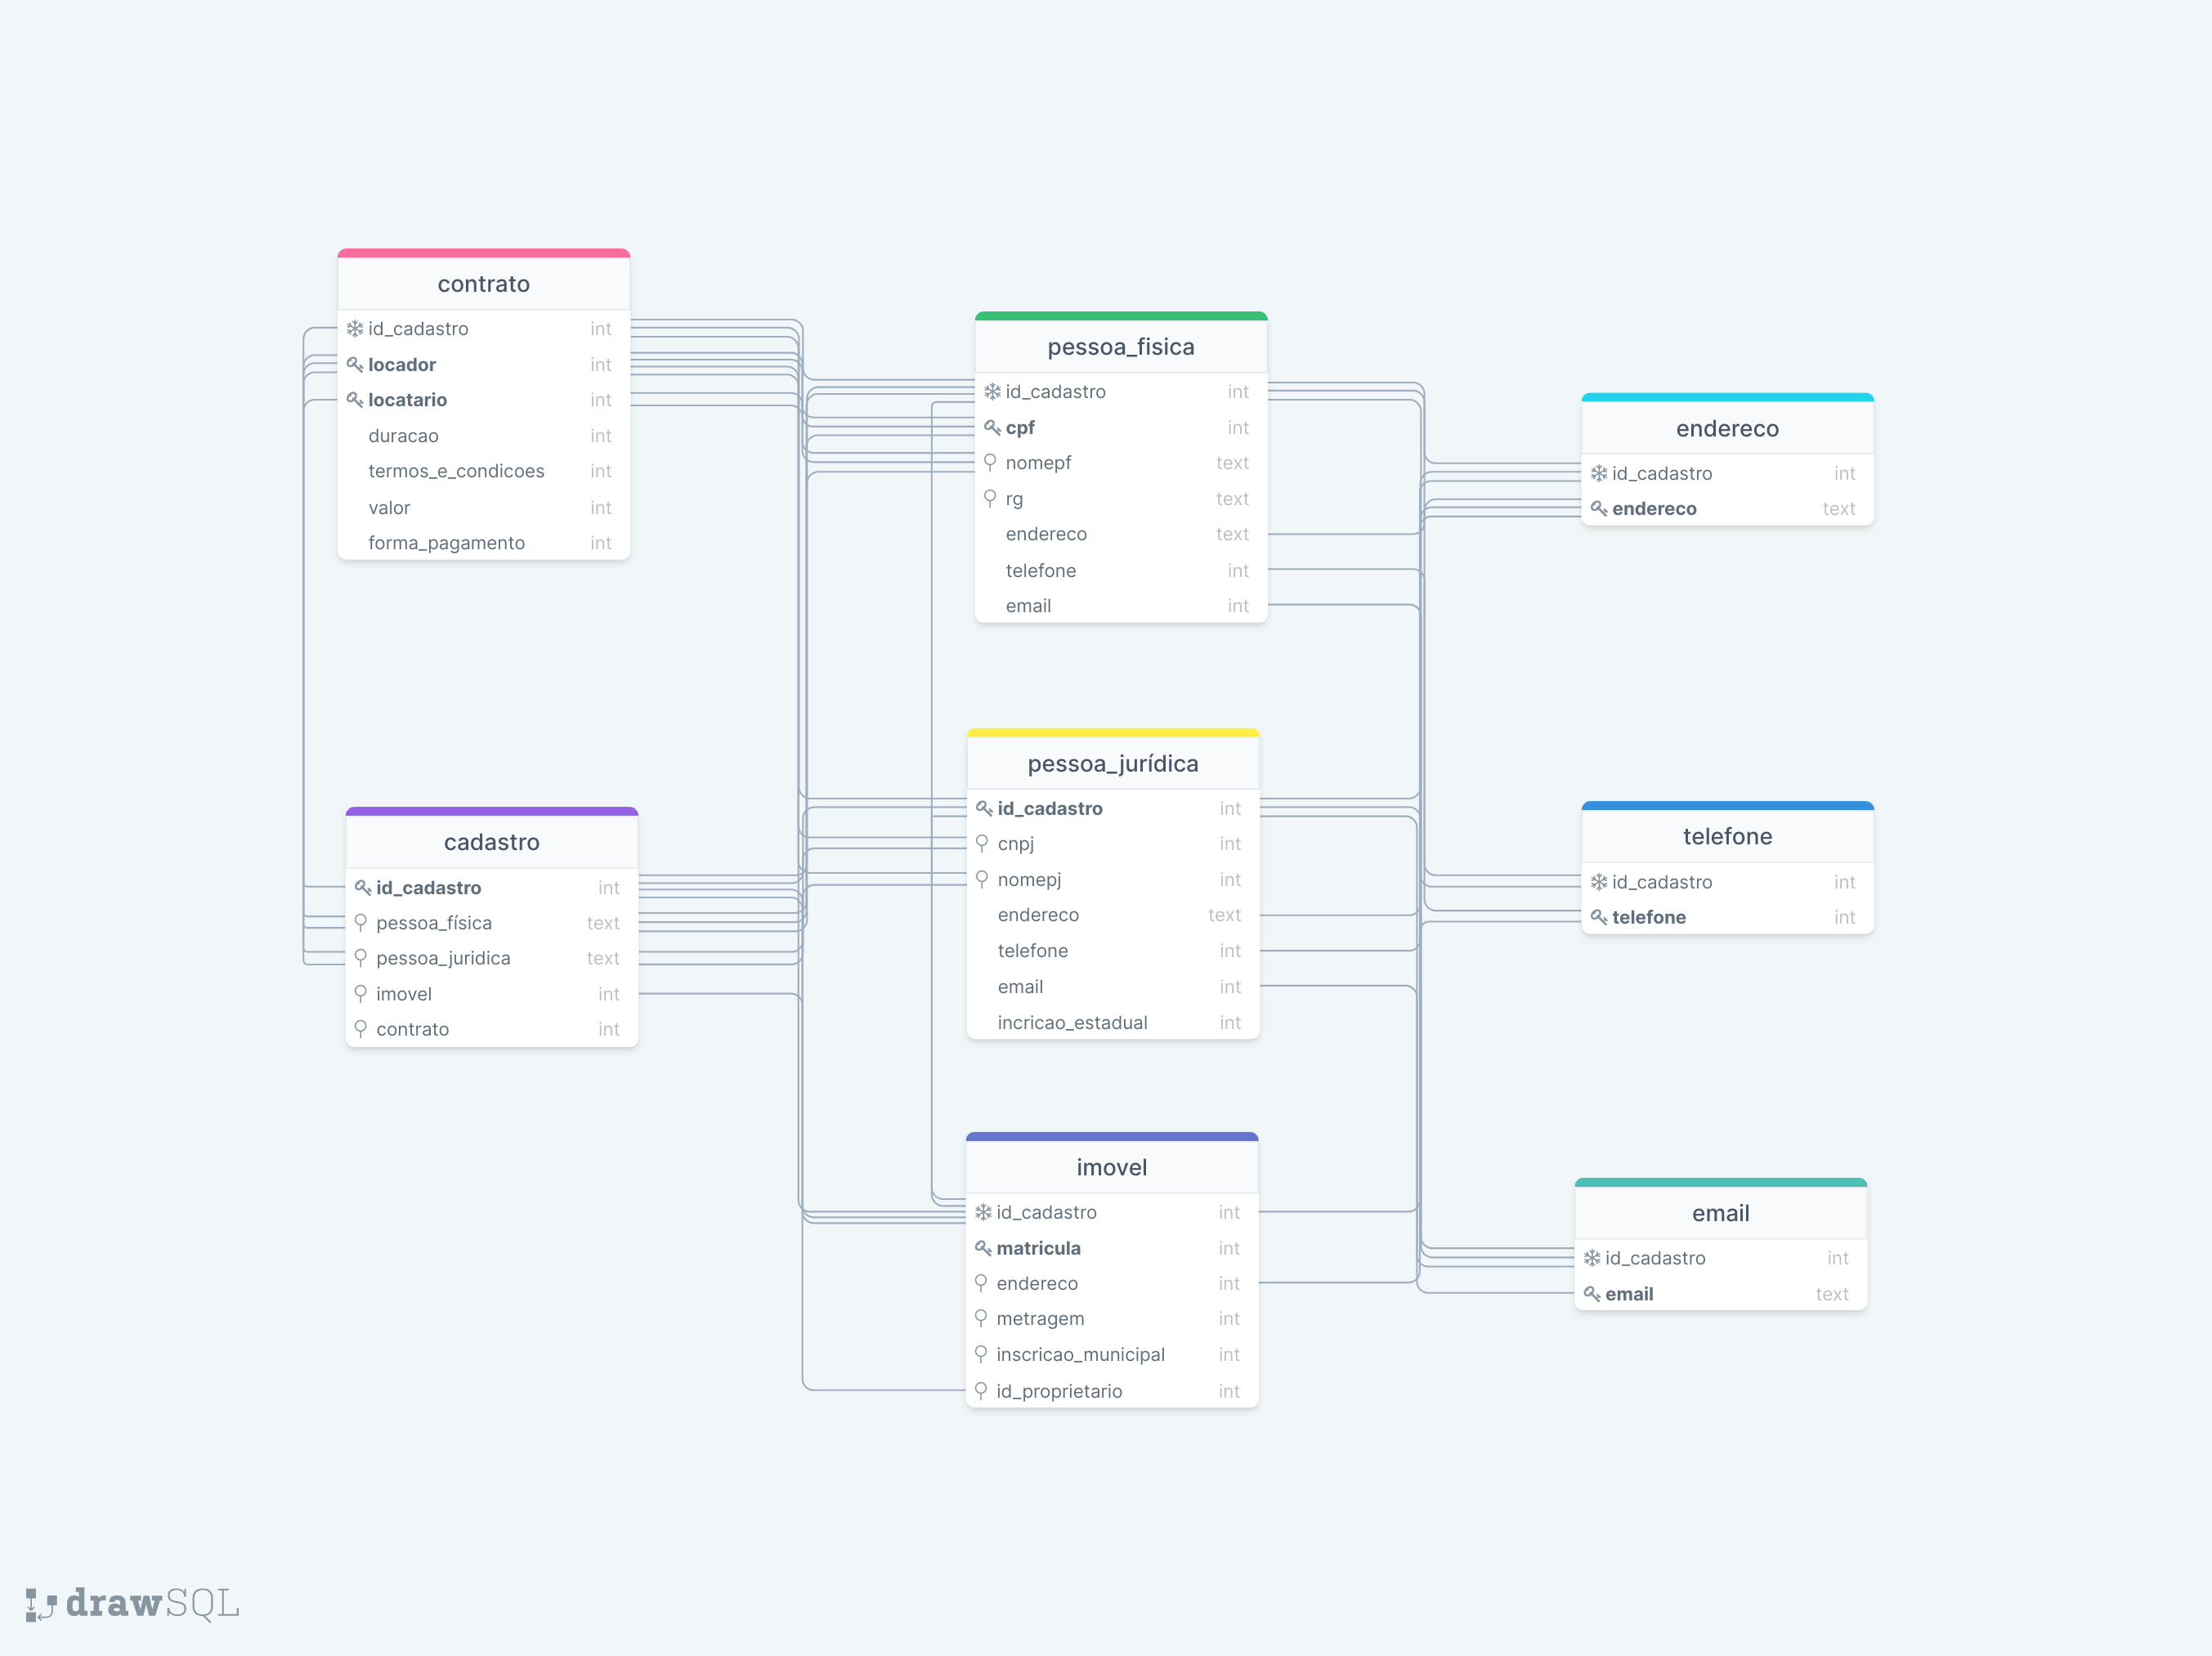 contrato
id_cadastro int
locador int
locatario int
duracao int
termos_e_condicoes int
valor int
forma_pagamento int
cadastro
id_cadastro int
pessoa_física text
pessoa_juridica text
imovel int
contrato int
pessoa_fisica
id_cadastro int
cpf int
nomepf text
rg text
endereco text
telefone int
email int
pessoa_jurídica
id_cadastro int
cnpj int
nomepj int
endereco text
telefone int
email int
incricao_estadual int
imovel
id_cadastro int
matricula int
endereco int
metragem int
inscricao_municipal int
id_proprietario int
endereco
id_cadastro int
endereco text
telefone
id_cadastro int
telefone int
email
id_cadastro int
email text
drawSQL